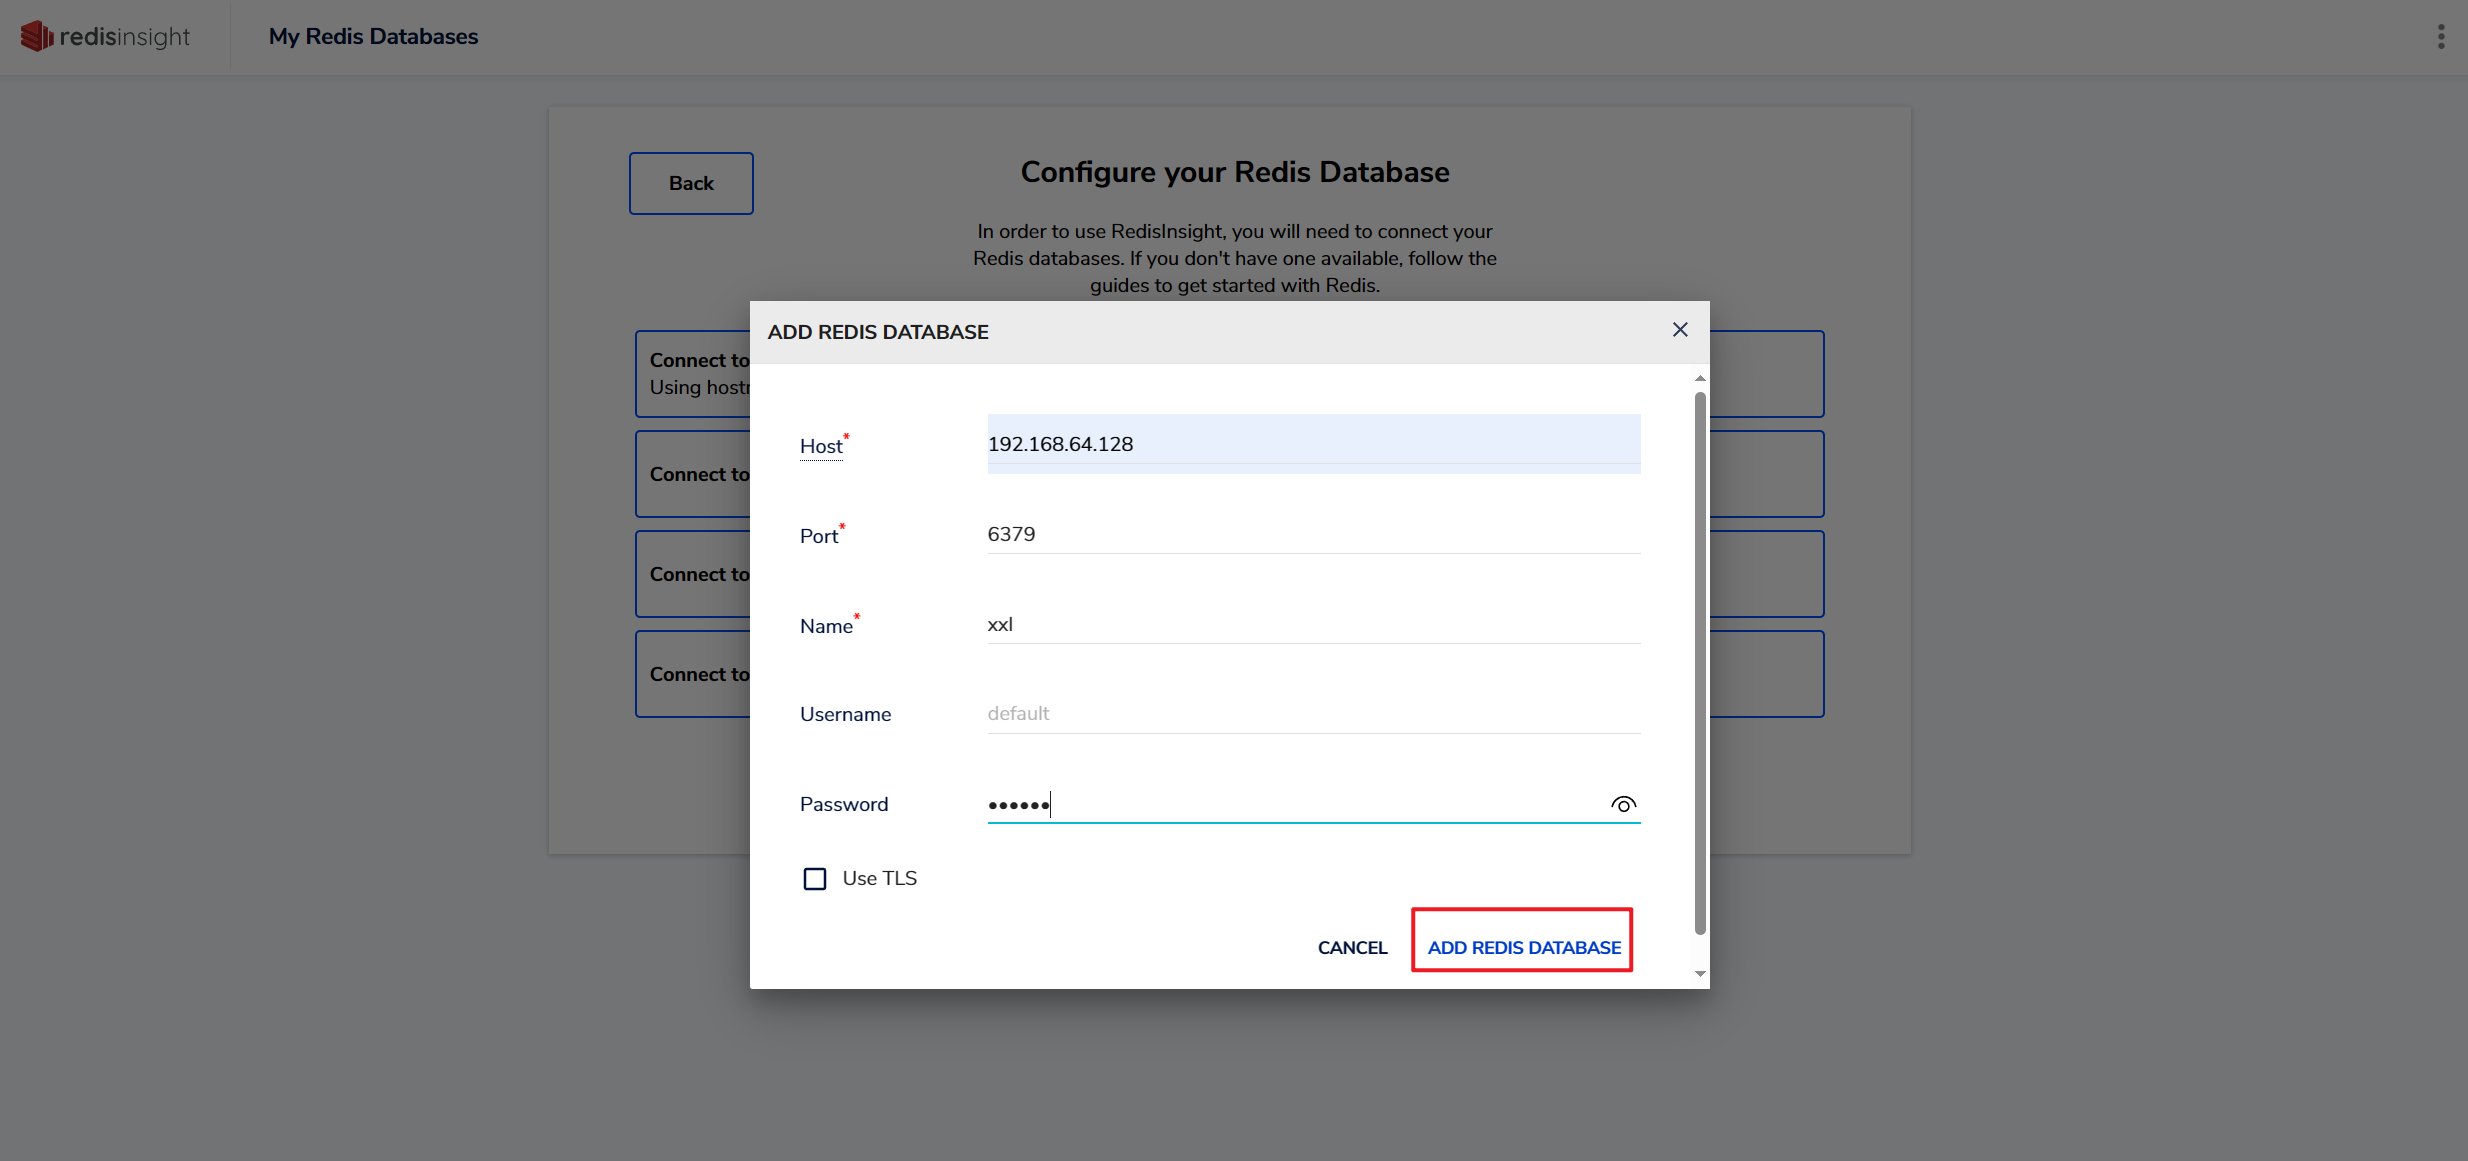 redisinsight
My Redis Databases
Back
Configure your Redis Database
In order to use RedisInsight, you will need to connect your
Redis databases. If you don't have one available, follow the
guides to get started with Redis.
Connect to
Using host
Connect to
Connect to
Connect to
ADD REDIS DATABASE
Host*
192.168.64.128
Port*
6379
Name*
xxl
Username
default
Password
••••••
Use TLS
CANCEL
ADD REDIS DATABASE